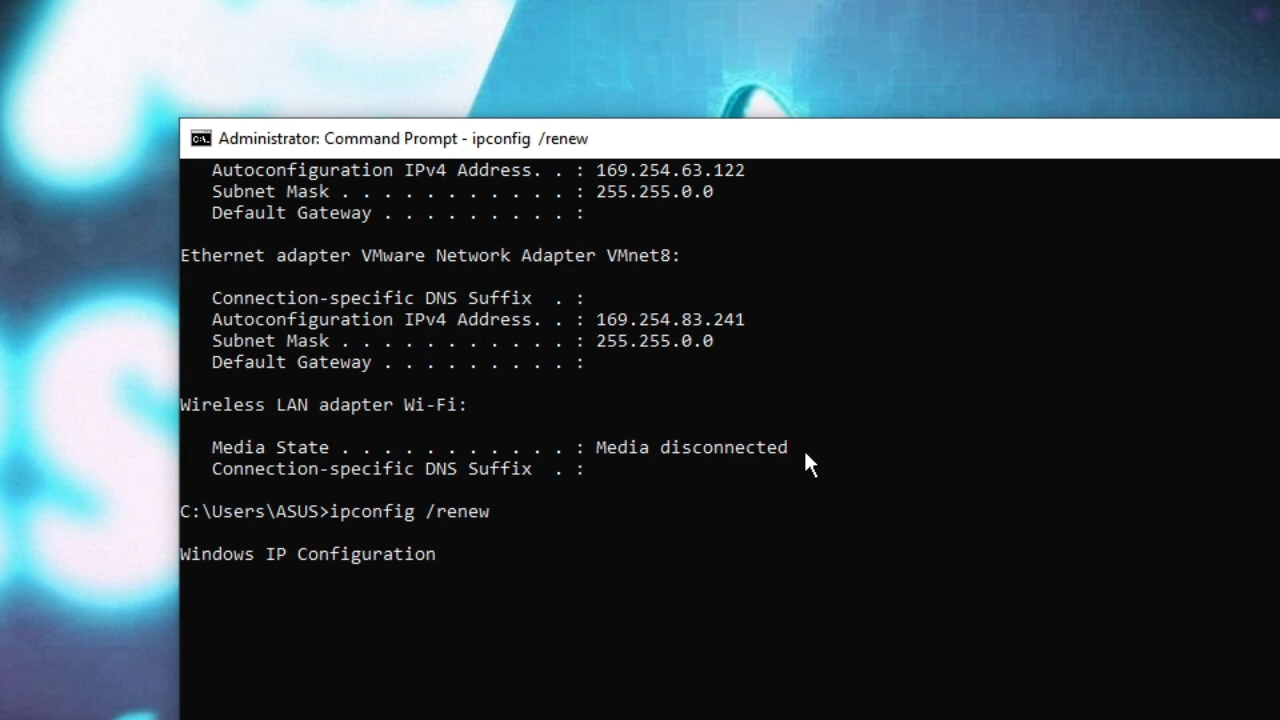 Administrator: Command Prompt - ipconfig  /renew
Autoconfiguration IPv4 Address. . : 169.254.63.122
Subnet Mask . . . . . . . . . . . : 255.255.0.0
Default Gateway . . . . . . . . . :
Ethernet adapter VMware Network Adapter VMnet8:
Connection-specific DNS Suffix  . :
Autoconfiguration IPv4 Address. . : 169.254.83.241
Subnet Mask . . . . . . . . . . . : 255.255.0.0
Default Gateway . . . . . . . . . :
Wireless LAN adapter Wi-Fi:
Media State . . . . . . . . . . . : Media disconnected
Connection-specific DNS Suffix  . :
C:\Users\ASUS>ipconfig /renew
Windows IP Configuration